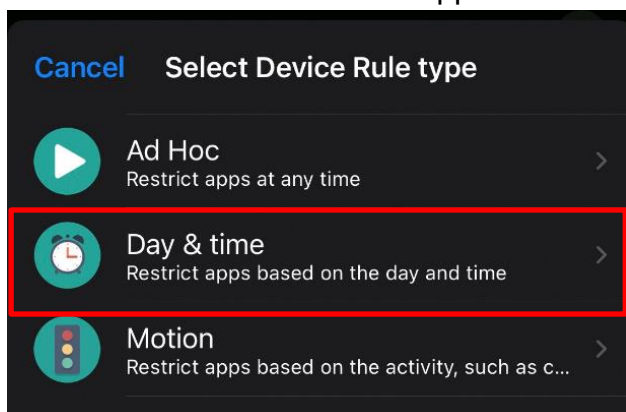 Cancel Select Device Rule type
Ad Hoc
Restrict apps at any time
Day & time
Restrict apps based on the day and time
Motion
Restrict apps based on the activity, such as c...